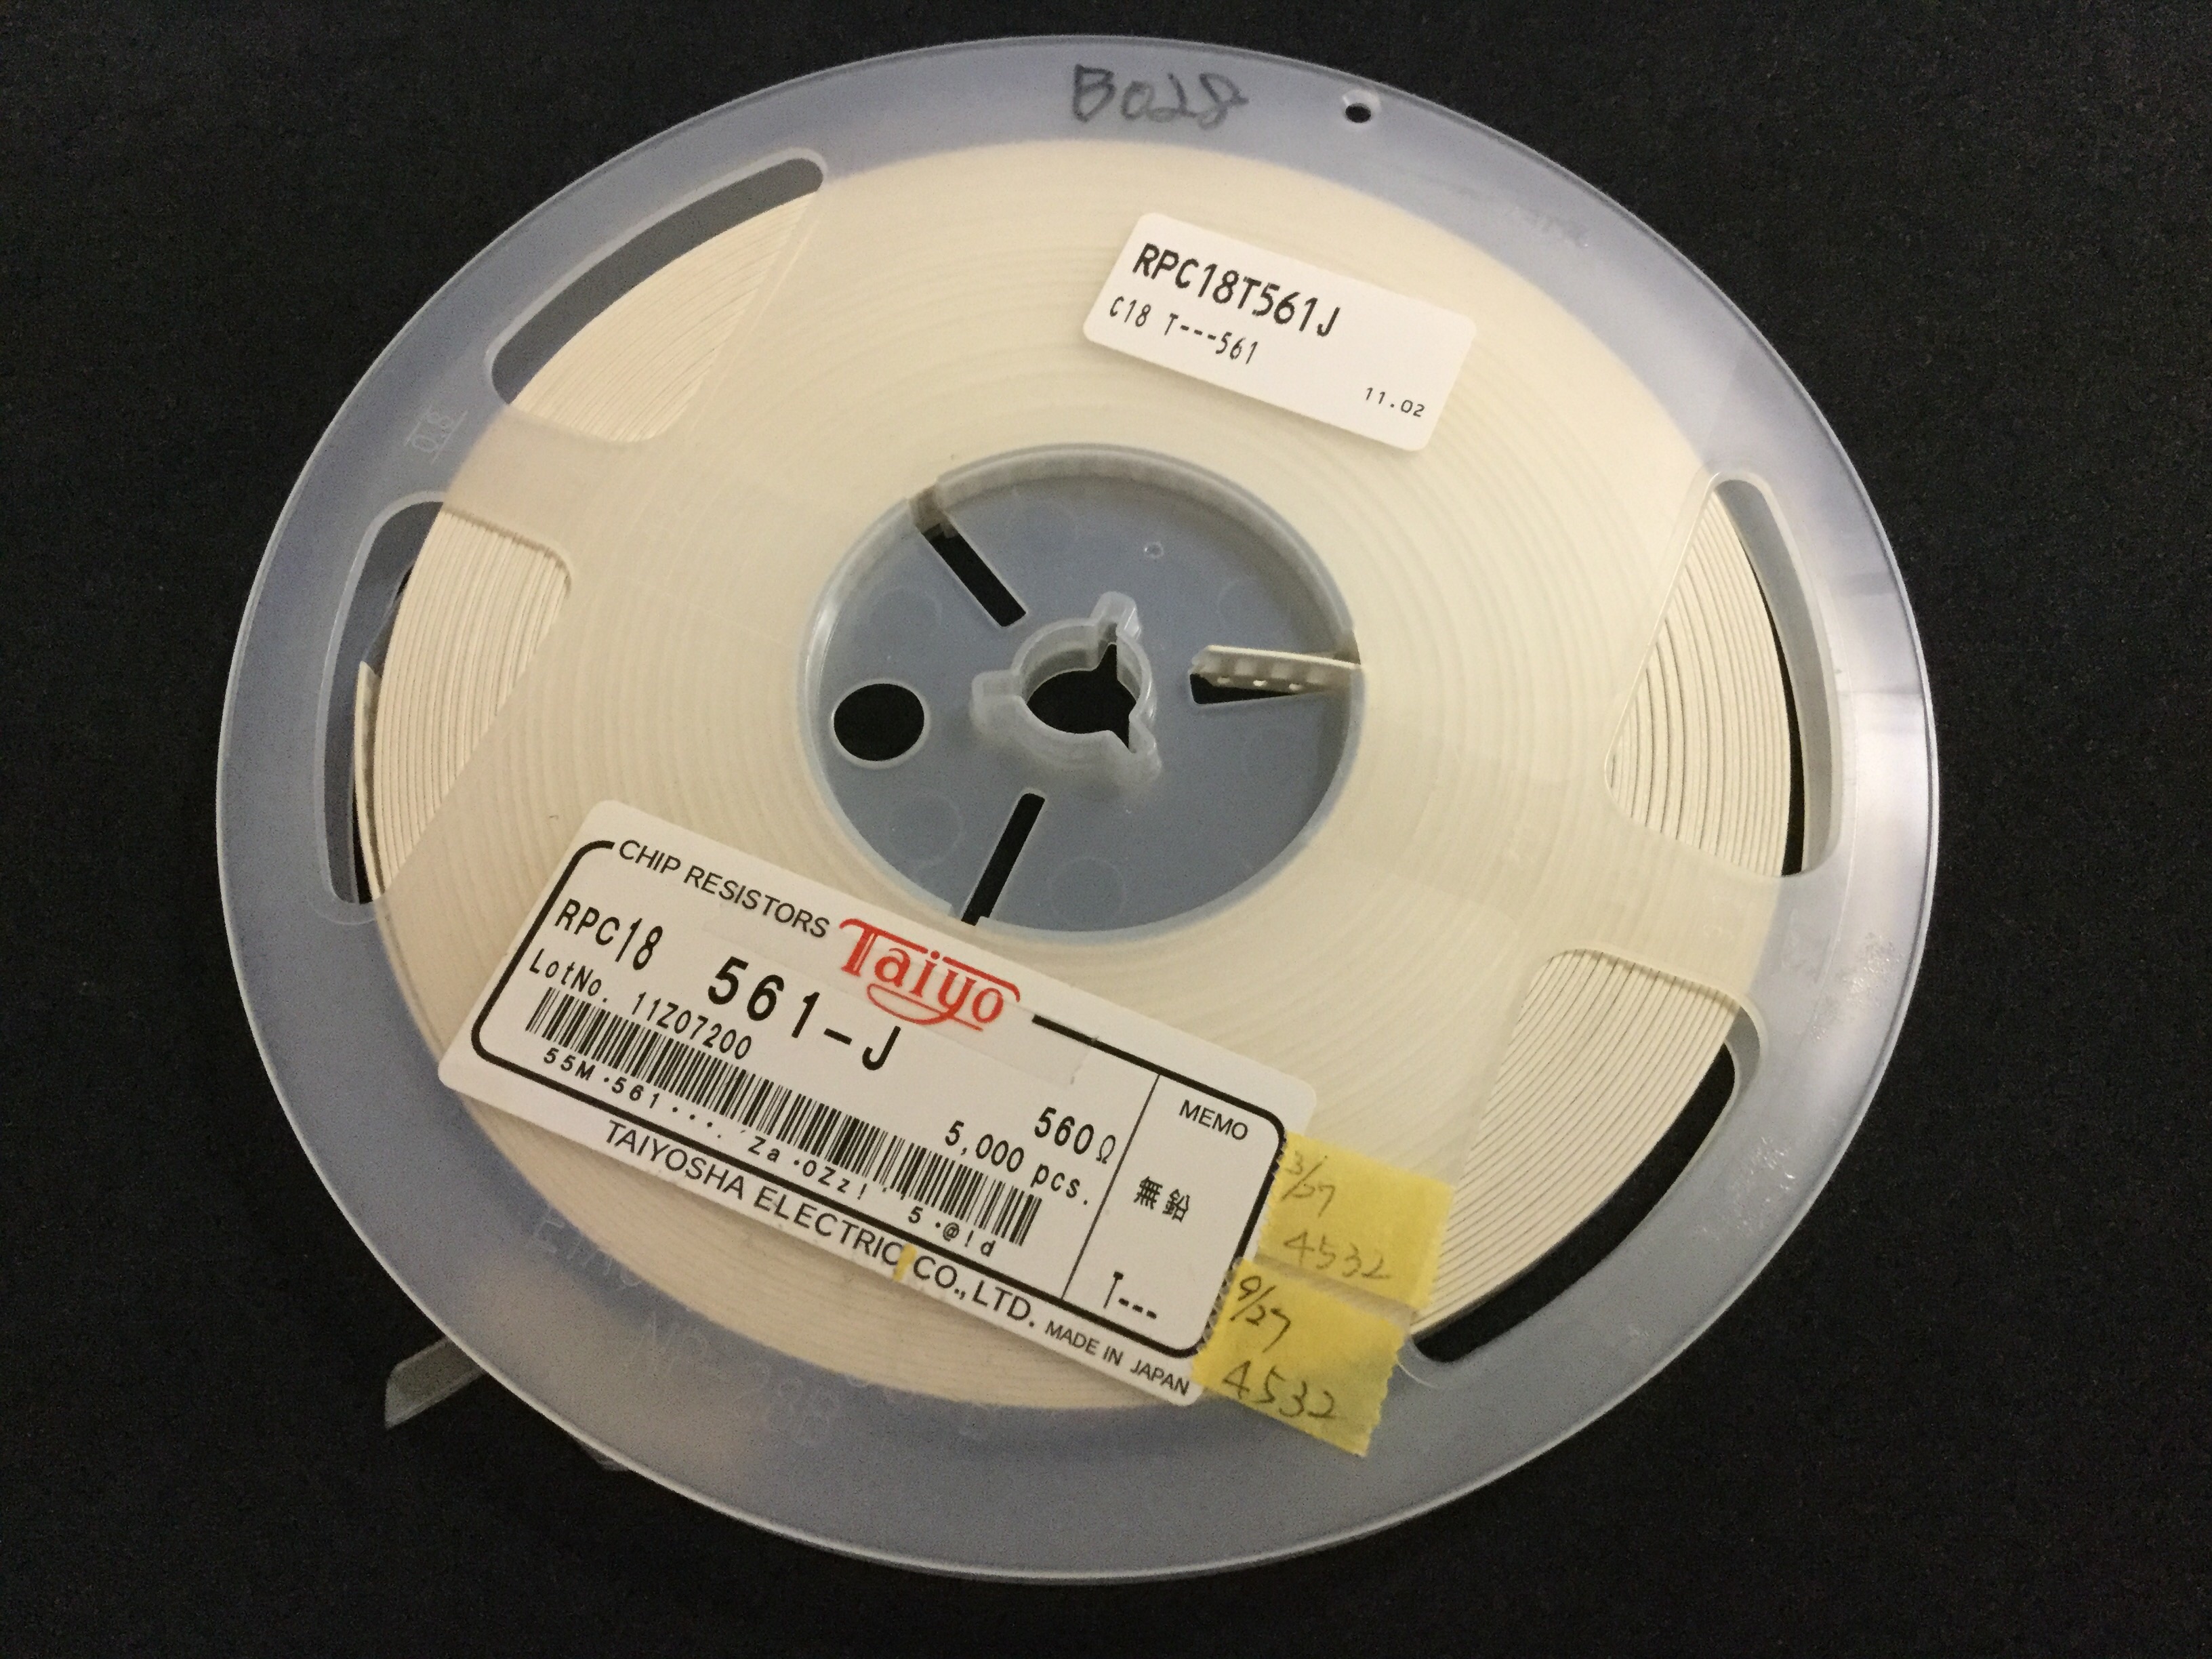 B028
RPC18T561J
C18 T---561
11.02
CHIP RESISTORS
Taiyo
RPC18 561-J
LotNo. 11Z07200
560Ω
5,000 pcs.
55M·561···. Za·0Zz!·'5·@!d
TAIYOSHA ELECTRIC CO., LTD. MADE IN JAPAN
MEMO
無鉛
T---
3/27
4532
9/27
4532